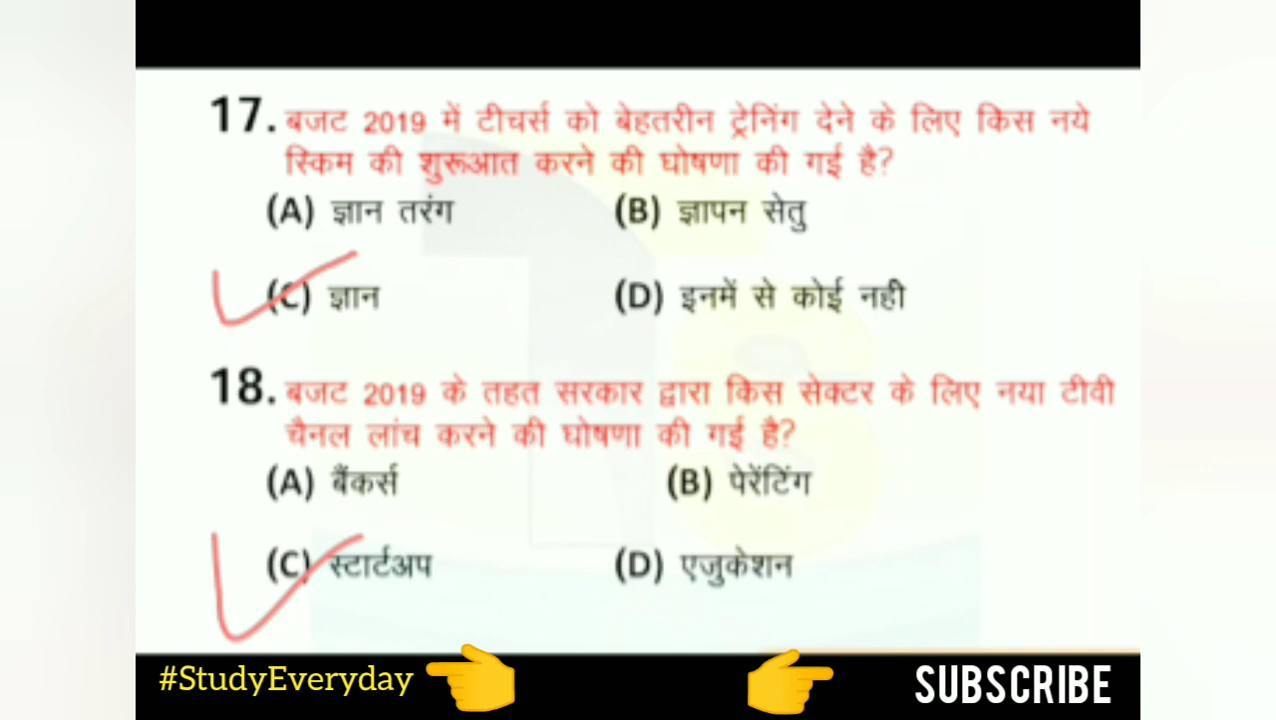 17. बजट 2019 में टीचर्स को बेहतरीन ट्रेनिंग देने के लिए किस नये
स्किम की शुरूआत करने की घोषणा की गई है?
(A) ज्ञान तरंग (B) ज्ञापन सेतु
(C) ज्ञान (D) इनमें से कोई नही
18. बजट 2019 के तहत सरकार द्वारा किस सेक्टर के लिए नया टीवी
चैनल लांच करने की घोषणा की गई है?
(A) बैंकर्स (B) पेरेंटिंग
(C) स्टार्टअप (D) एजुकेशन
#StudyEveryday SUBSCRIBE